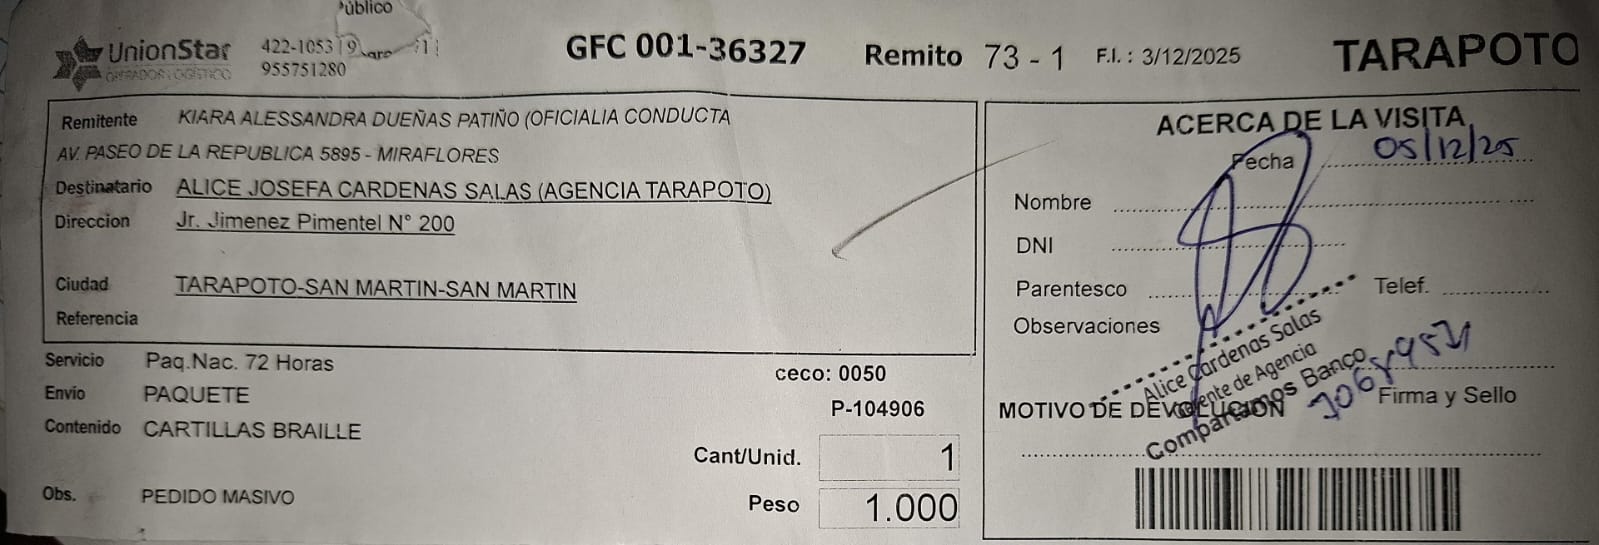 Público
UnionStar
OPERADOR LOGÍSTICO
422-1053
955751280
GFC 001-36327
Remito 73 - 1
F.I. : 3/12/2025
TARAPOTO
Remitente KIARA ALESSANDRA DUEÑAS PATIÑO (OFICIALIA CONDUCTA
AV. PASEO DE LA REPUBLICA 5895 - MIRAFLORES
Destinatario ALICE JOSEFA CARDENAS SALAS (AGENCIA TARAPOTO)
Direccion Jr. Jimenez Pimentel N° 200
Ciudad TARAPOTO-SAN MARTIN-SAN MARTIN
Referencia
Servicio Paq.Nac. 72 Horas
Envío PAQUETE
Contenido CARTILLAS BRAILLE
Obs. PEDIDO MASIVO
ceco: 0050
P-104906
Cant/Unid. 1
Peso 1.000
ACERCA DE LA VISITA
Fecha 05/12/25
Nombre
DNI
Parentesco Telef.
Observaciones
Alice Cardenas Salas
Gerente de Agencia
Compartamos Banco
Firma y Sello
MOTIVO DE DEVOLUCION